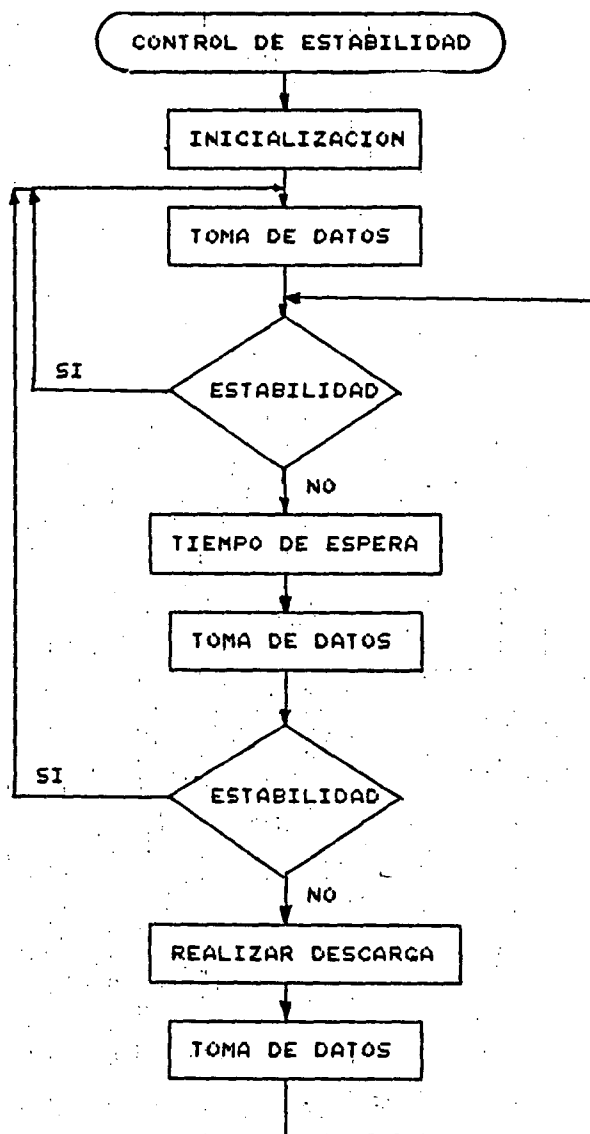 CONTROL DE ESTABILIDAD
INICIALIZACION
TOMA DE DATOS
SI
ESTABILIDAD
NO
TIEMPO DE ESPERA
TOMA DE DATOS
SI
ESTABILIDAD
NO
REALIZAR DESCARGA
TOMA DE DATOS